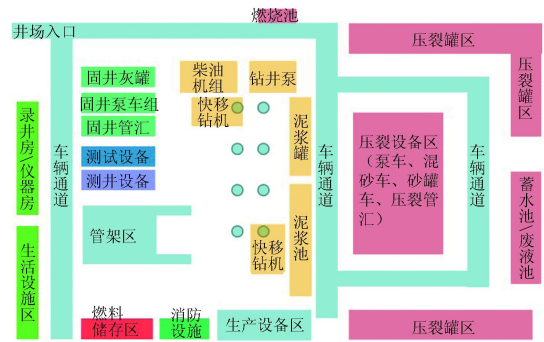 燃烧池
井场入口
压裂罐区
压裂罐区
固井灰罐
柴油
机组
钻井泵
固井泵车组
快移
钻机
固井管汇
泥浆罐
录井房/仪器房
车辆通道
测试设备
测井设备
压裂设备区
（泵车、混
砂车、砂罐
车、压裂管
汇）
车辆通道
车辆通道
蓄水池/废液池
管架区
泥浆池
快移
钻机
生活设施区
燃料
储存区
消防
设施
生产设备区
压裂罐区